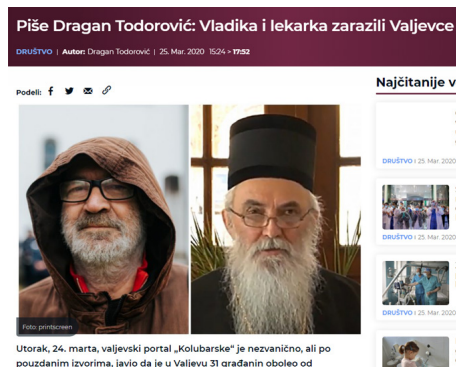 Piše Dragan Todorović: Vladika i lekarka zarazili Valjevce
DRUŠTVO | Autor: Dragan Todorović | 25. Mar. 2020 15:24 > 17:52
Podeli:
Foto: printscreen
Utorak, 24. marta, valjevski portal „Kolubarske“ je nezvanično, ali po
pouzdanim izvorima, javio da je u Valjevu 31 građanin oboleo od
Najčitanije v
DRUŠTVO | 25. Mar. 2020
DRUŠTVO | 25. Mar. 2020
DRUŠTVO | 25. Mar. 2020